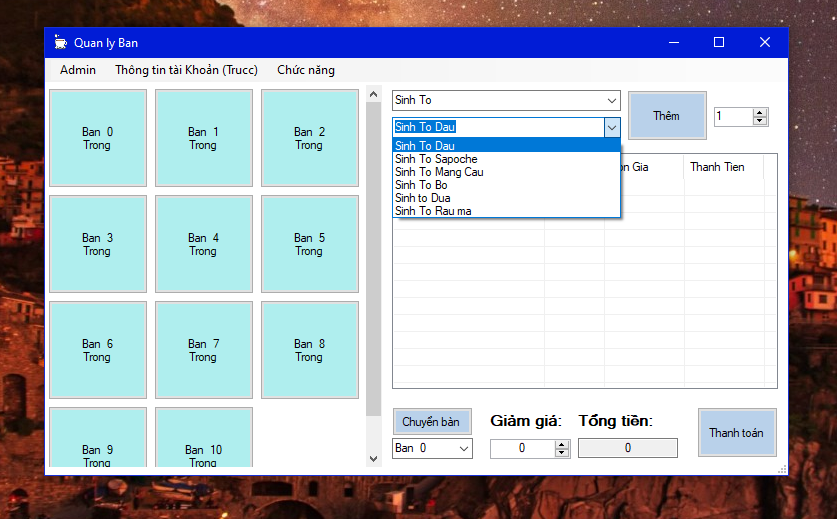 Quan ly Ban
Admin Thông tin tài Khoản (Trucc) Chức năng
Ban 0
Trong
Ban 1
Trong
Ban 2
Trong
Ban 3
Trong
Ban 4
Trong
Ban 5
Trong
Ban 6
Trong
Ban 7
Trong
Ban 8
Trong
Ban 9
Trong
Ban 10
Trong
Sinh To
Sinh To Dau
Thêm
1
Sinh To Dau
Sinh To Sapoche
Sinh To Mang Cau
Sinh To Bo
Sinh to Dua
Sinh To Rau ma
Gia Thanh Tien
Chuyển bàn
Ban 0
Giảm giá:
0
Tổng tiền:
0
Thanh toán